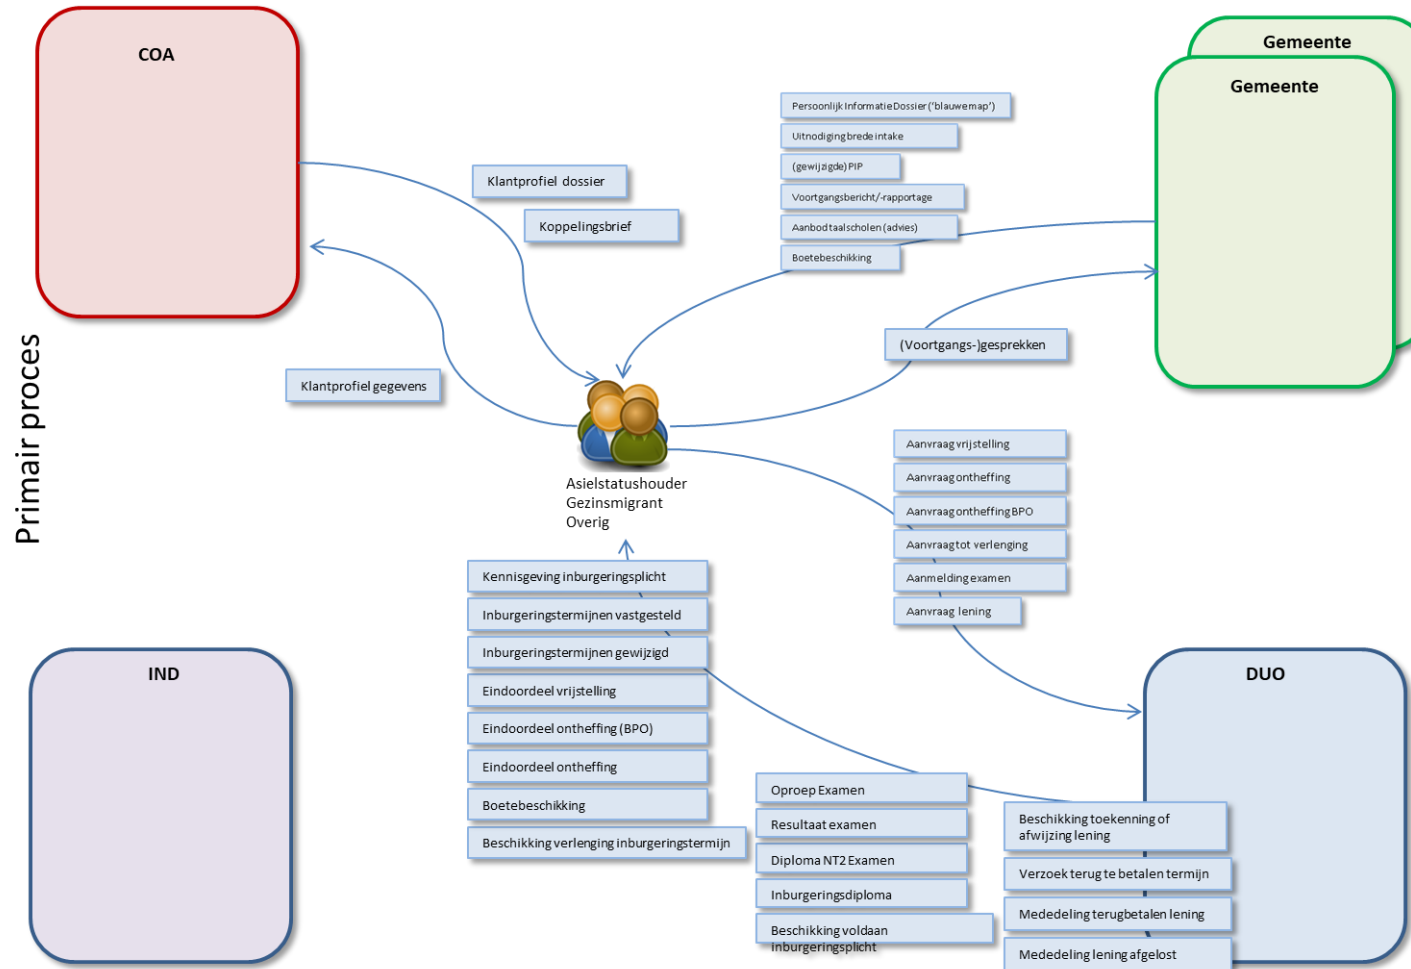 COA
Gemeente
Gemeente
Persoonlijk Informatie Dossier ('blauwe map')
Uitnodiging brede intake
(gewijzigde) PIP
Voortgangsbericht/-rapportage
Aanbod taalscholen (advies)
Boetebeschikking
Klantprofiel dossier
Koppelingsbrief
(Voortgangs-)gesprekken
Klantprofiel gegevens
Primair proces
Asielstatushouder
Gezinsmigrant
Overig
Aanvraag vrijstelling
Aanvraag ontheffing
Aanvraag ontheffing BPO
Aanvraag tot verlenging
Aanmelding examen
Aanvraag lening
Kennisgeving inburgeringsplicht
Inburgeringstermijnen vastgesteld
Inburgeringstermijnen gewijzigd
Eindoordeel vrijstelling
Eindoordeel ontheffing (BPO)
Eindoordeel ontheffing
Boetebeschikking
Beschikking verlenging inburgeringstermijn
IND
DUO
Oproep Examen
Resultaat examen
Diploma NT2 Examen
Inburgeringsdiploma
Beschikking voldaan
inburgeringsplicht
Beschikking toekenning of
afwijzing lening
Verzoek terug te betalen termijn
Mededeling terugbetalen lening
Mededeling lening afgelost